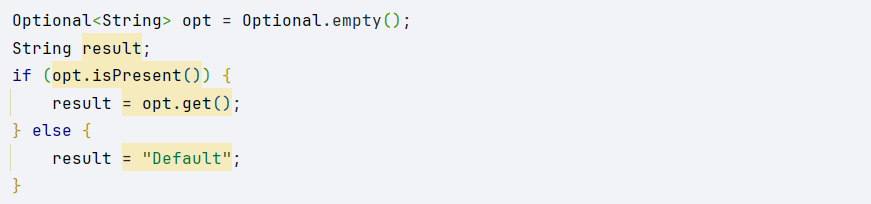 Optional<String> opt = Optional.empty();
String result;
if (opt.isPresent()) {
    result = opt.get();
} else {
    result = "Default";
}